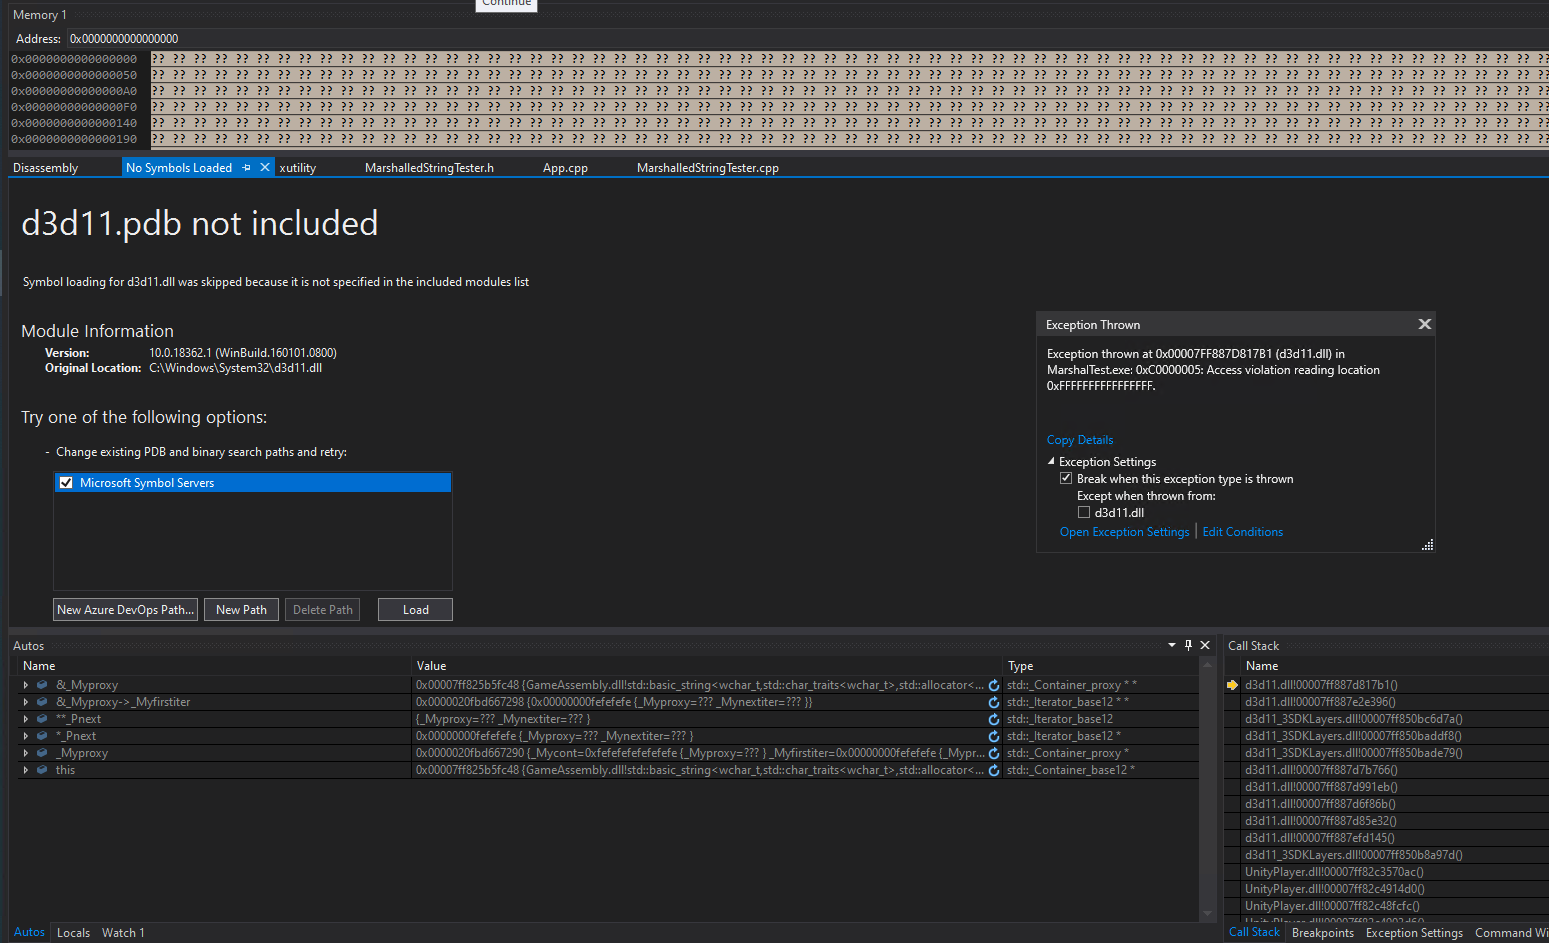 Continue
Memory 1
Address: 0x0000000000000000
0x0000000000000000 ?? ?? ?? ?? ?? ?? ?? ?? ?? ?? ?? ?? ?? ?? ?? ?? ?? ?? ?? ?? ?? ?? ?? ?? ?? ?? ?? ?? ?? ?? ?? ?? ?? ?? ?? ?? ?? ?? ?? ?? ?? ?? ?? ?? ?? ?? ?? ?? ?? ?? ?? ?? ?? ?? ?? ?? ?? ?? ?? ?? ?? ?? ?? ?? ?? ?? ??
0x0000000000000050 ?? ?? ?? ?? ?? ?? ?? ?? ?? ?? ?? ?? ?? ?? ?? ?? ?? ?? ?? ?? ?? ?? ?? ?? ?? ?? ?? ?? ?? ?? ?? ?? ?? ?? ?? ?? ?? ?? ?? ?? ?? ?? ?? ?? ?? ?? ?? ?? ?? ?? ?? ?? ?? ?? ?? ?? ?? ?? ?? ?? ?? ?? ?? ?? ?? ?? ??
0x00000000000000A0 ?? ?? ?? ?? ?? ?? ?? ?? ?? ?? ?? ?? ?? ?? ?? ?? ?? ?? ?? ?? ?? ?? ?? ?? ?? ?? ?? ?? ?? ?? ?? ?? ?? ?? ?? ?? ?? ?? ?? ?? ?? ?? ?? ?? ?? ?? ?? ?? ?? ?? ?? ?? ?? ?? ?? ?? ?? ?? ?? ?? ?? ?? ?? ?? ?? ?? ??
0x00000000000000F0 ?? ?? ?? ?? ?? ?? ?? ?? ?? ?? ?? ?? ?? ?? ?? ?? ?? ?? ?? ?? ?? ?? ?? ?? ?? ?? ?? ?? ?? ?? ?? ?? ?? ?? ?? ?? ?? ?? ?? ?? ?? ?? ?? ?? ?? ?? ?? ?? ?? ?? ?? ?? ?? ?? ?? ?? ?? ?? ?? ?? ?? ?? ?? ?? ?? ?? ??
0x0000000000000140 ?? ?? ?? ?? ?? ?? ?? ?? ?? ?? ?? ?? ?? ?? ?? ?? ?? ?? ?? ?? ?? ?? ?? ?? ?? ?? ?? ?? ?? ?? ?? ?? ?? ?? ?? ?? ?? ?? ?? ?? ?? ?? ?? ?? ?? ?? ?? ?? ?? ?? ?? ?? ?? ?? ?? ?? ?? ?? ?? ?? ?? ?? ?? ?? ?? ?? ??
0x0000000000000190 ?? ?? ?? ?? ?? ?? ?? ?? ?? ?? ?? ?? ?? ?? ?? ?? ?? ?? ?? ?? ?? ?? ?? ?? ?? ?? ?? ?? ?? ?? ?? ?? ?? ?? ?? ?? ?? ?? ?? ?? ?? ?? ?? ?? ?? ?? ?? ?? ?? ?? ?? ?? ?? ?? ?? ?? ?? ?? ?? ?? ?? ?? ?? ?? ?? ?? ??
Disassembly No Symbols Loaded xutility MarshalledStringTester.h App.cpp MarshalledStringTester.cpp
d3d11.pdb not included
Symbol loading for d3d11.dll was skipped because it is not specified in the included modules list
Module Information
Version: 10.0.18362.1 (WinBuild.160101.0800)
Original Location: C:\Windows\System32\d3d11.dll
Try one of the following options:
- Change existing PDB and binary search paths and retry:
Microsoft Symbol Servers
New Azure DevOps Path... New Path Delete Path Load
Exception Thrown
Exception thrown at 0x00007FF887D817B1 (d3d11.dll) in
MarshalTest.exe: 0xC0000005: Access violation reading location
0xFFFFFFFFFFFFFFFF.
Copy Details
Exception Settings
Break when this exception type is thrown
Except when thrown from:
d3d11.dll
Open Exception Settings | Edit Conditions
Autos
Name Value Type
&_Myproxy 0x00007ff825b5fc48 {GameAssembly.dll!std::basic_string<wchar_t,std::char_traits<wchar_t>,std::allocator<... std::_Container_proxy * *
&_Myproxy->_Myfirstiter 0x0000020fbd667298 {0x00000000fefefefe {_Myproxy=??? _Mynextiter=??? }} std::_Iterator_base12 * *
**_Pnext {_Myproxy=??? _Mynextiter=??? } std::_Iterator_base12
*_Pnext 0x00000000fefefefe {_Myproxy=??? _Mynextiter=??? } std::_Iterator_base12 *
_Myproxy 0x0000020fbd667290 {_Mycont=0xfefefefefefefefe {_Myproxy=??? } _Myfirstiter=0x00000000fefefefe {_Mypr... std::_Container_proxy *
this 0x00007ff825b5fc48 {GameAssembly.dll!std::basic_string<wchar_t,std::char_traits<wchar_t>,std::allocator<... std::_Container_base12 *
Autos Locals Watch 1
Call Stack
Name
d3d11.dll!00007ff887d817b1()
d3d11.dll!00007ff887e2e396()
d3d11_3SDKLayers.dll!00007ff850bc6d7a()
d3d11_3SDKLayers.dll!00007ff850baddf8()
d3d11_3SDKLayers.dll!00007ff850bade79()
d3d11.dll!00007ff887d7b766()
d3d11.dll!00007ff887d991eb()
d3d11.dll!00007ff887d6f86b()
d3d11.dll!00007ff887d85e32()
d3d11.dll!00007ff887efd145()
d3d11_3SDKLayers.dll!00007ff850b8a97d()
UnityPlayer.dll!00007ff82c3570ac()
UnityPlayer.dll!00007ff82c4914d0()
UnityPlayer.dll!00007ff82c48fcfc()
Call Stack Breakpoints Exception Settings Command Wi